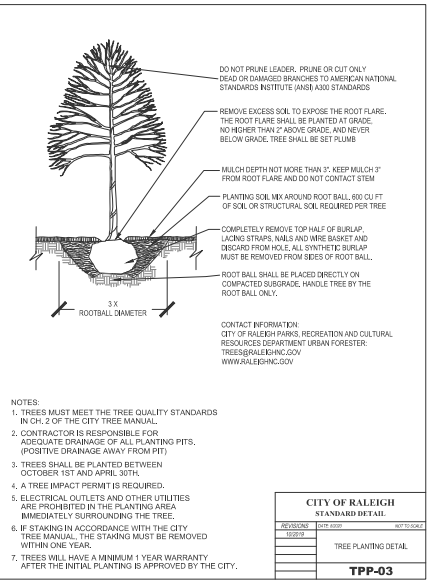 DO NOT PRUNE LEADER. PRUNE OR CUT ONLY
DEAD OR DAMAGED BRANCHES TO AMERICAN NATIONAL
STANDARDS INSTITUTE (ANSI) A300 STANDARDS
REMOVE EXCESS SOIL TO EXPOSE THE ROOT FLARE.
THE ROOT FLARE SHALL BE PLANTED AT GRADE,
NO HIGHER THAN 2" ABOVE GRADE, AND NEVER
BELOW GRADE, TREE SHALL BE SET PLUMB
MULCH DEPTH NOT MORE THAN 3". KEEP MULCH 3"
FROM ROOT FLARE AND DO NOT CONTACT STEM
PLANTING SOIL MIX AROUND ROOT BALL, 600 CU FT
OF SOIL OR STRUCTURAL SOIL REQUIRED PER TREE
COMPLETELY REMOVE TOP HALF OF BURLAP,
LACING STRAPS, NAILS AND WIRE BASKET AND
DISCARD FROM HOLE, ALL SYNTHETIC BURLAP
MUST BE REMOVED FROM SIDES OF ROOT BALL.
ROOT BALL SHALL BE PLACED DIRECTLY ON
COMPACTED SUBGRADE, HANDLE TREE BY THE
ROOT BALL ONLY.
3 X
ROOTBALL DIAMETER
CONTACT INFORMATION:
CITY OF RALEIGH PARKS, RECREATION AND CULTURAL
RESOURCES DEPARTMENT URBAN FORESTER:
TREES@RALEIGHNC.GOV
WWW.RALEIGHNC.GOV
NOTES:
1. TREES MUST MEET THE TREE QUALITY STANDARDS
IN CH. 2 OF THE CITY TREE MANUAL.
2. CONTRACTOR IS RESPONSIBLE FOR
ADEQUATE DRAINAGE OF ALL PLANTING PITS.
(POSITIVE DRAINAGE AWAY FROM PIT)
3. TREES SHALL BE PLANTED BETWEEN
OCTOBER 1ST AND APRIL 30TH.
4. A TREE IMPACT PERMIT IS REQUIRED.
5. ELECTRICAL OUTLETS AND OTHER UTILITIES
ARE PROHIBITED IN THE PLANTING AREA
IMMEDIATELY SURROUNDING THE TREE.
6. IF STAKING IN ACCORDANCE WITH THE CITY
TREE MANUAL, THE STAKING MUST BE REMOVED
WITHIN ONE YEAR.
7. TREES WILL HAVE A MINIMUM 1 YEAR WARRANTY
AFTER THE INITIAL PLANTING IS APPROVED BY THE CITY.
CITY OF RALEIGH
STANDARD DETAIL
REVISIONS DATE: NOT TO SCALE
10/2019
TREE PLANTING DETAIL
TPP-03